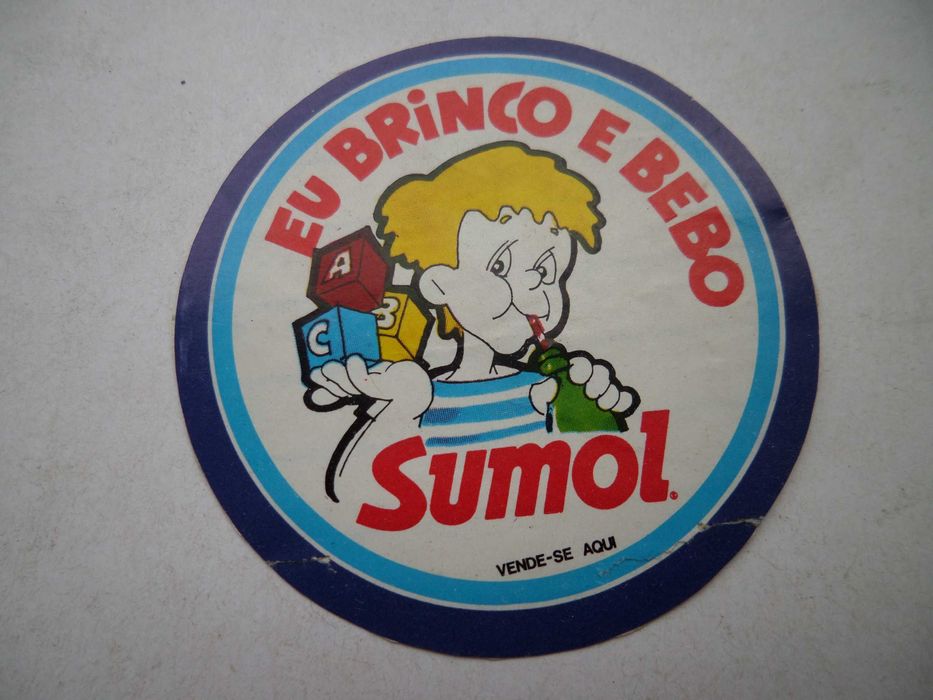 EU BRiNCO E BEBO
A
C B
Sumol
VENDE-SE AQUI